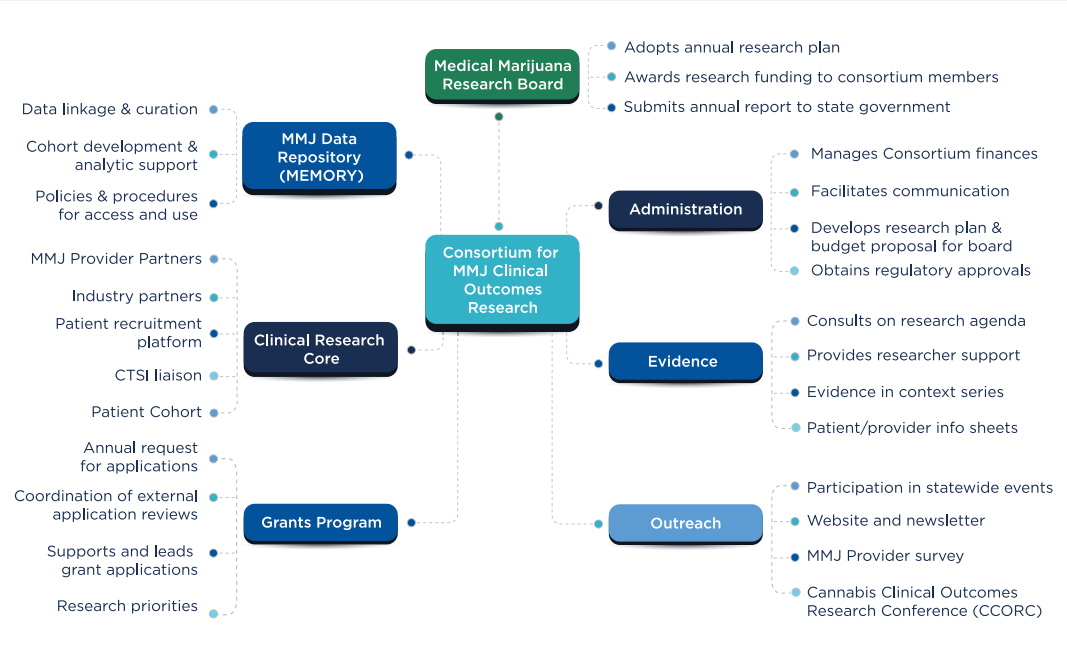 Medical Marijuana
Research Board
Adopts annual research plan
Awards research funding to consortium members
Submits annual report to state government
Data linkage & curation
Cohort development &
analytic support
Policies & procedures
for access and use
MMJ Data
Repository
(MEMORY)
Administration
Manages Consortium finances
Facilitates communication
Develops research plan &
budget proposal for board
Obtains regulatory approvals
Consortium for
MMJ Clinical
Outcomes
Research
MMJ Provider Partners
Industry partners
Patient recruitment
platform
CTSI liaison
Patient Cohort
Clinical Research
Core
Evidence
Consults on research agenda
Provides researcher support
Evidence in context series
Patient/provider info sheets
Annual request
for applications
Coordination of external
application reviews
Supports and leads
grant applications
Research priorities
Grants Program
Outreach
Participation in statewide events
Website and newsletter
MMJ Provider survey
Cannabis Clinical Outcomes
Research Conference (CCORC)